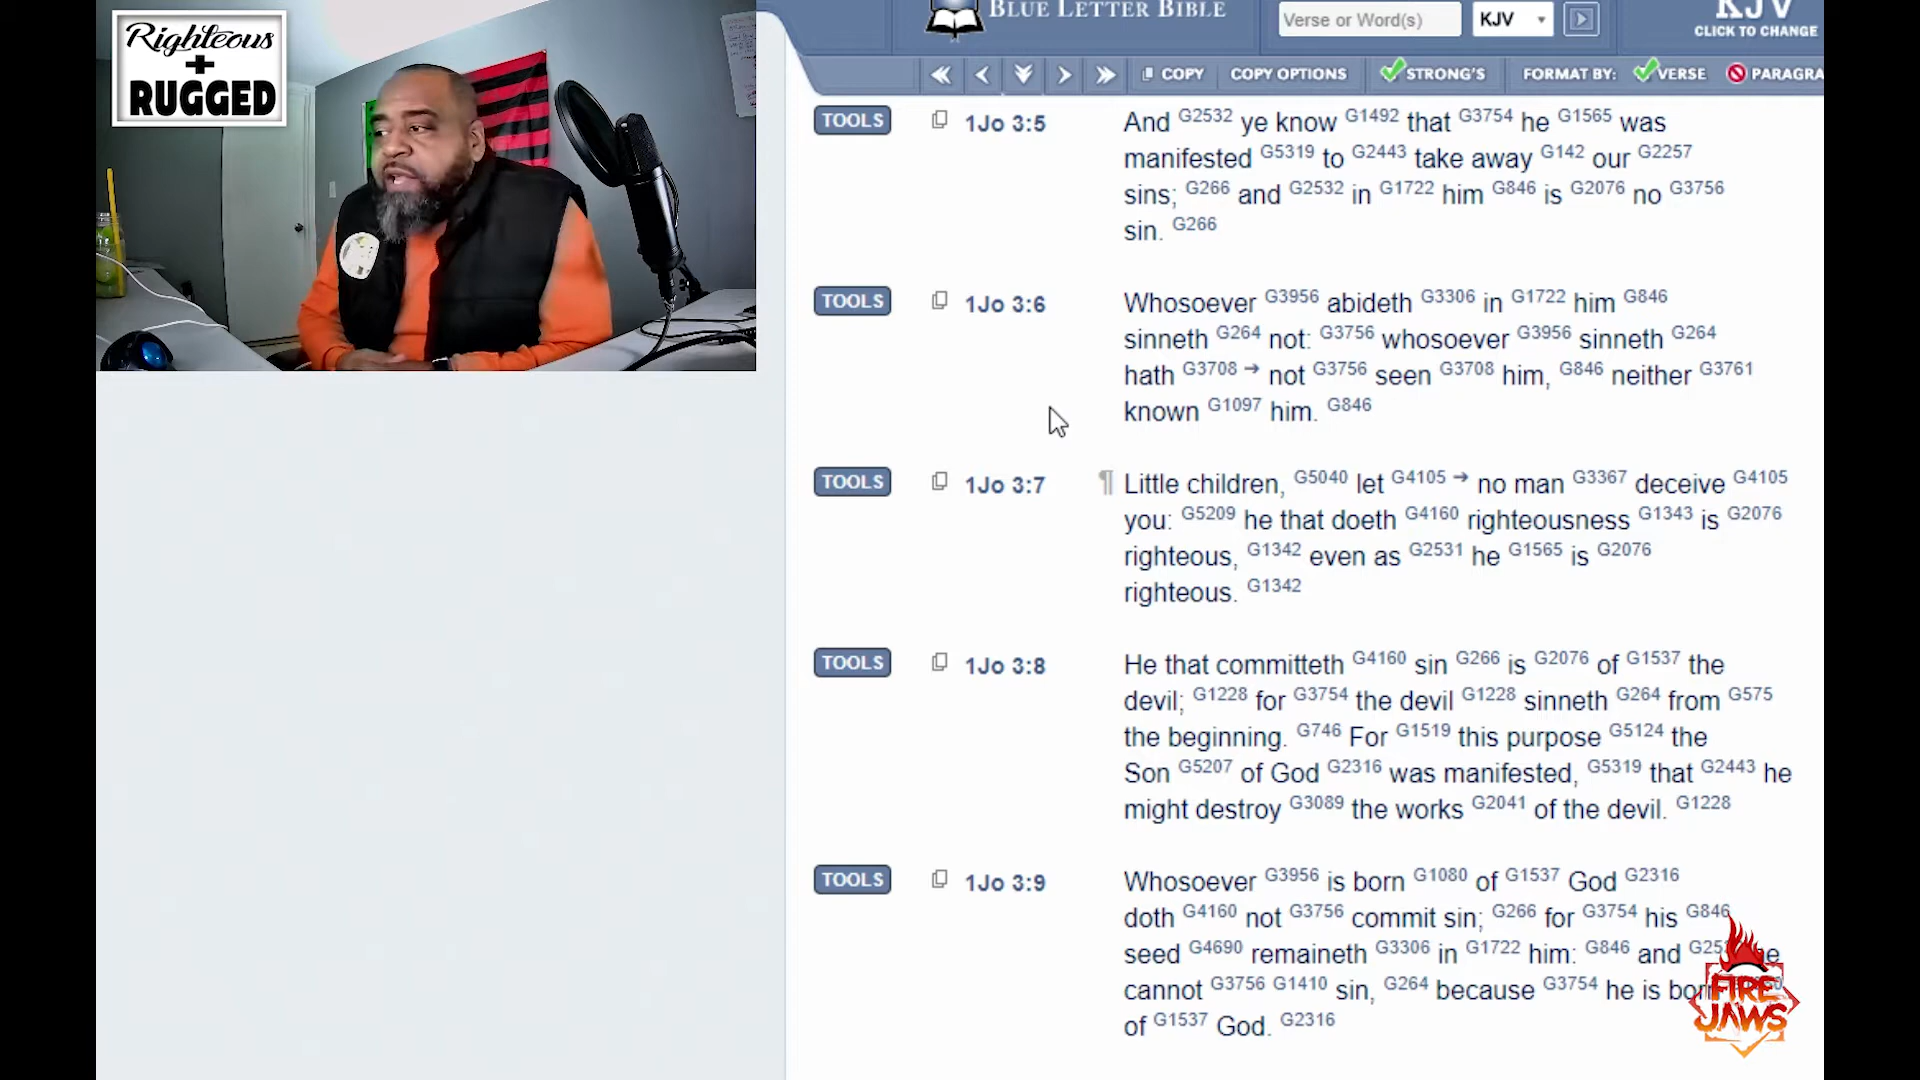 Righteous
+
RUGGED
BLUE LETTER BIBLE
Verse or Word(s)
KJV
KJV
CLICK TO CHANGE
COPY
COPY OPTIONS
STRONG'S
FORMAT BY:
VERSE
PARAGRA
TOOLS
1Jo 3:5
And G2532 ye know G1492 that G3754 he G1565 was
manifested G5319 to G2443 take away G142 our G2257
sins; G266 and G2532 in G1722 him G846 is G2076 no G3756
sin. G266
TOOLS
1Jo 3:6
Whosoever G3956 abideth G3306 in G1722 him G846
sinneth G264 not: G3756 whosoever G3956 sinneth G264
hath G3708 → not G3756 seen G3708 him, G846 neither G3761
known G1097 him. G846
TOOLS
1Jo 3:7
¶ Little children, G5040 let G4105 → no man G3367 deceive G4105
you: G5209 he that doeth G4160 righteousness G1343 is G2076
righteous, G1342 even as G2531 he G1565 is G2076
righteous. G1342
TOOLS
1Jo 3:8
He that committeth G4160 sin G266 is G2076 of G1537 the
devil; G1228 for G3754 the devil G1228 sinneth G264 from G575
the beginning. G746 For G1519 this purpose G5124 the
Son G5207 of God G2316 was manifested, G5319 that G2443 he
might destroy G3089 the works G2041 of the devil. G1228
TOOLS
1Jo 3:9
Whosoever G3956 is born G1080 of G1537 God G2316
doth G4160 not G3756 commit sin; G266 for G3754 his G846
seed G4690 remaineth G3306 in G1722 him: G846 and
cannot G3756 G1410 sin, G264 because G3754 he is
of G1537 God. G2316
FIRE
JAWS